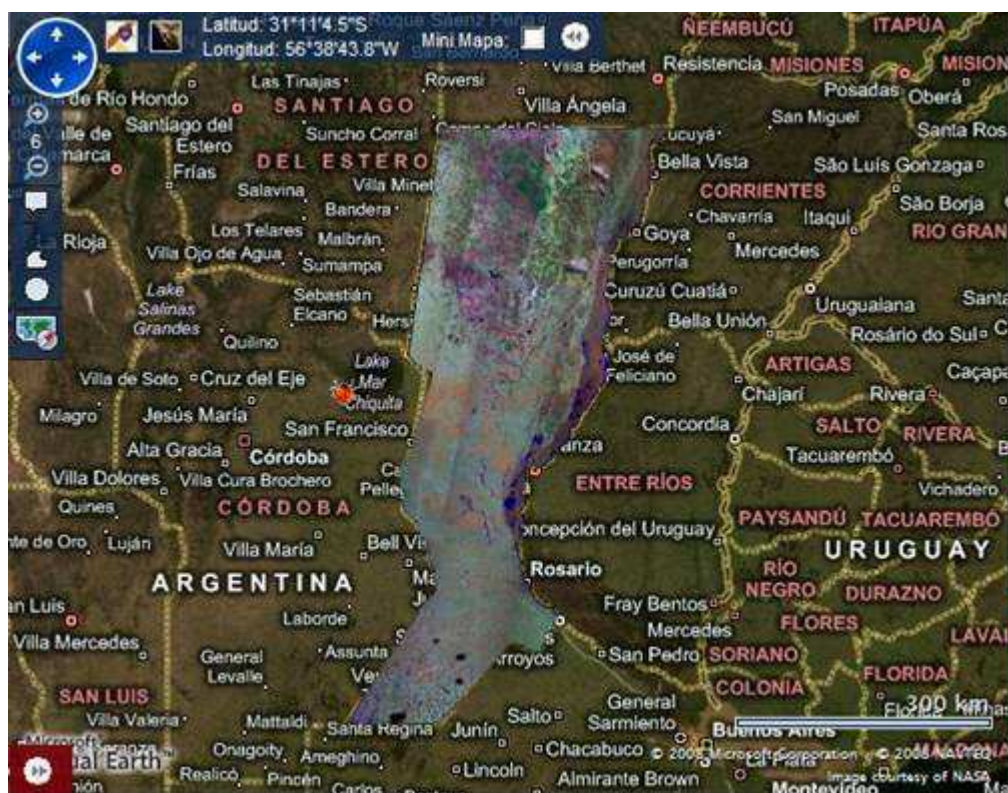 Latitud: 31°11'4.5"S
Longitud: 56°38'43.8"W
Mini Mapa:
Roque Sáenz Peña
6
ÑEEMBUCÚ
ITAPÚA
Las Tinajas
Roversi
Villa Berthet
Resistencia
MISIONES
de Río Hondo
Posadas
Oberá
SANTIAGO
DEL ESTERO
Villa Ángela
San Miguel
Santiago del
Estero
Suncho Corral
Frías
Bella Vista
São Luís Gonzaga
Salavina
CORRIENTES
São Borja
Bandera
Chavarría
Itaqui
Los Telares
Malbrán
Goya
Mercedes
Villa Ojo de Agua
Sumampa
Perugorría
Lake
Salinas
Grandes
Sebastián
Elcano
Curuzú Cuatiá
Uruguaiana
Bella Unión
Rosário do Sul
Quilino
Lake
Mar
Chiquita
José de
Feliciano
ARTIGAS
Villa de Soto
Cruz del Eje
Chajarí
Rivera
Milagro
Jesús María
San Francisco
Concordia
SALTO
RIVERA
Alta Gracia
Córdoba
Tacuarembó
Villa Dolores
Villa Cura Brochero
ENTRE RÍOS
Vichadero
Quines
CÓRDOBA
PAYSANDÚ
TACUAREMBÓ
Luján
Villa María
Concepción del Uruguay
URUGUAY
ARGENTINA
Rosario
RÍO
NEGRO
DURAZNO
Laborde
Fray Bentos
Mercedes
FLORES
Villa Mercedes
Assunta
San Pedro
SORIANO
General
Levalle
COLONIA
FLORIDA
SAN LUIS
300 km
Villa Valeria
Mattaldi
Santa Regina
Junín
Salto
General
Sarmiento
Buenos Aires
Onagoity
Ameghino
Chacabuco
La Plata
Realicó
Pincén
Lincoln
Almirante Brown
Montevideo
© 2008 Microsoft Corporation
© 2008 NAVTEQ
Image courtesy of NASA